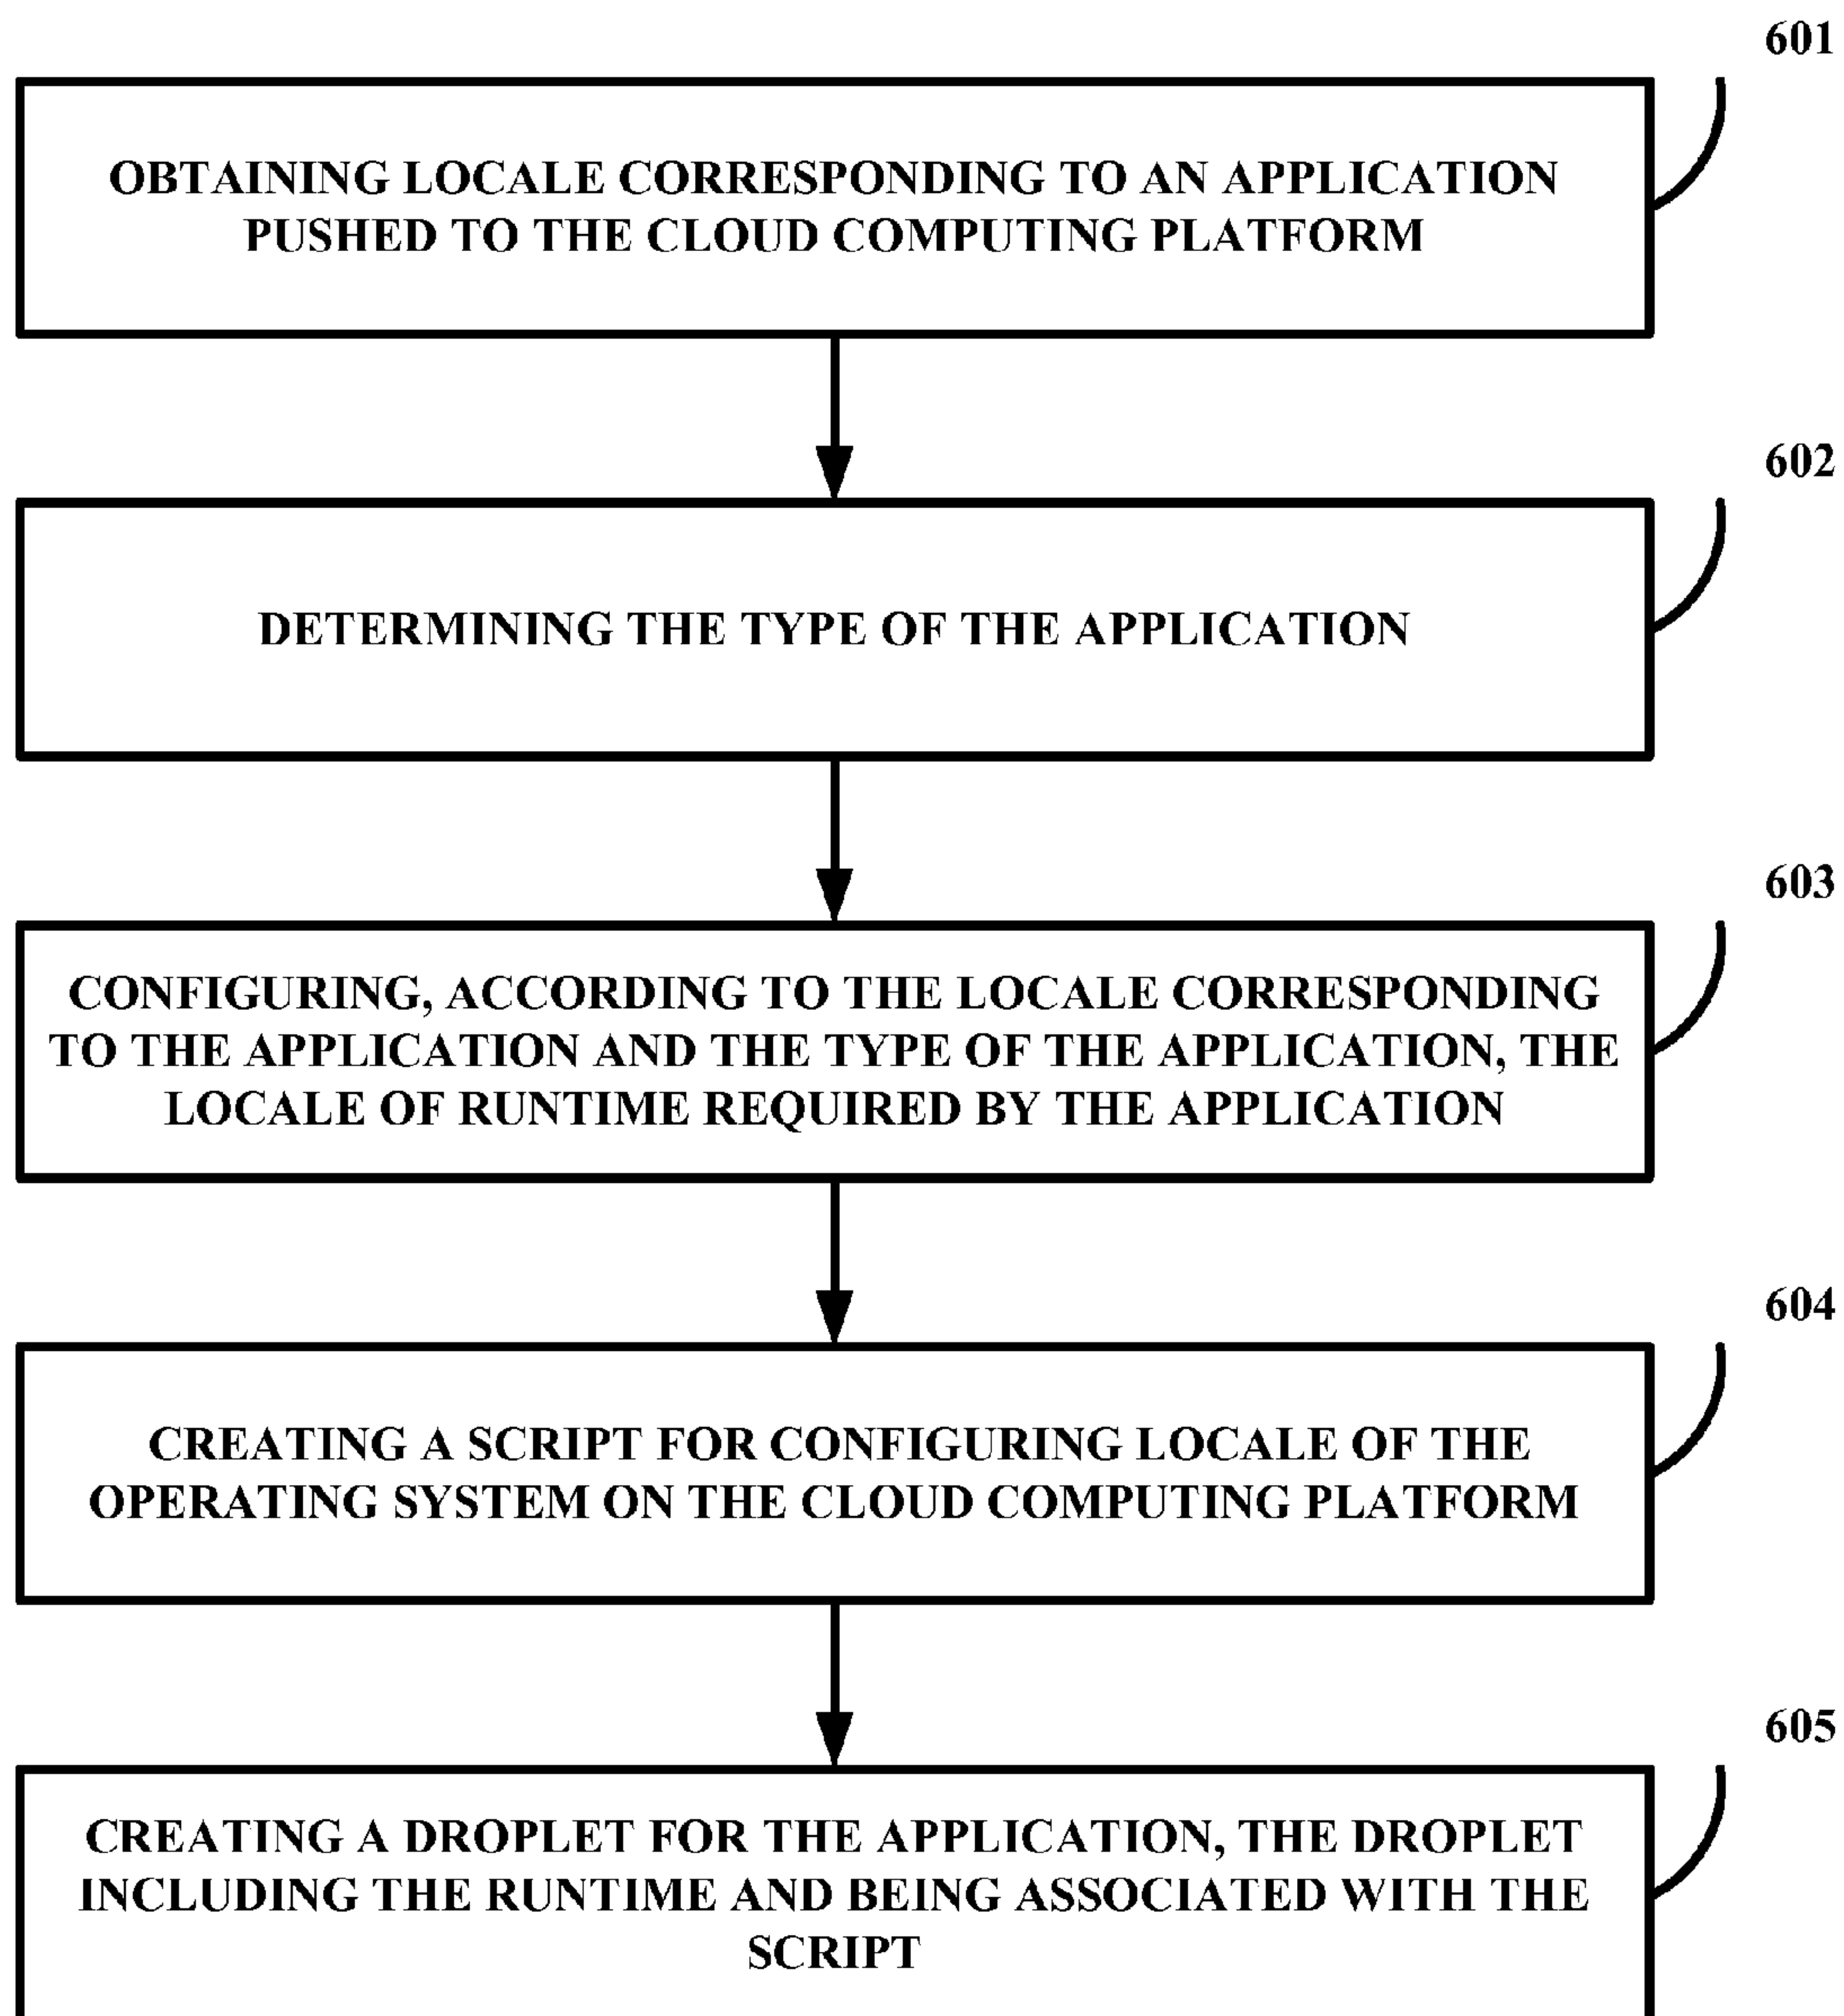 601
OBTAINING LOCALE CORRESPONDING TO AN APPLICATION
PUSHED TO THE CLOUD COMPUTING PLATFORM
602
DETERMINING THE TYPE OF THE APPLICATION
603
CONFIGURING, ACCORDING TO THE LOCALE CORRESPONDING
TO THE APPLICATION AND THE TYPE OF THE APPLICATION, THE
LOCALE OF RUNTIME REQUIRED BY THE APPLICATION
604
CREATING A SCRIPT FOR CONFIGURING LOCALE OF THE
OPERATING SYSTEM ON THE CLOUD COMPUTING PLATFORM
605
CREATING A DROPLET FOR THE APPLICATION, THE DROPLET
INCLUDING THE RUNTIME AND BEING ASSOCIATED WITH THE
SCRIPT